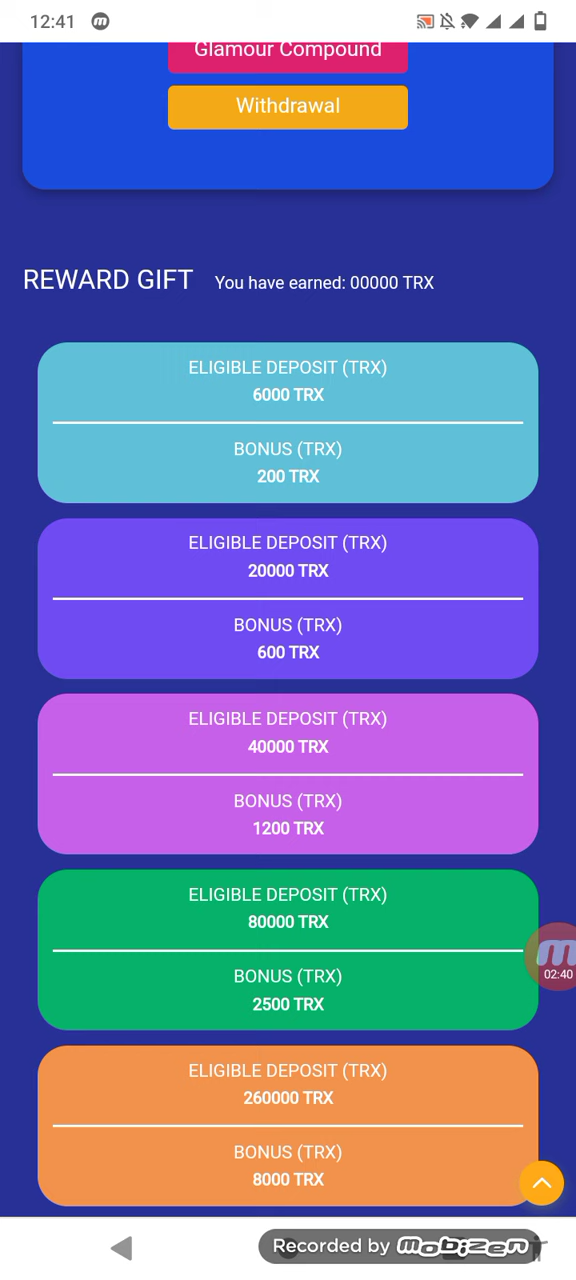 12:41
Glamour Compound
Withdrawal
REWARD GIFT You have earned: 00000 TRX
ELIGIBLE DEPOSIT (TRX)
6000 TRX
BONUS (TRX)
200 TRX
ELIGIBLE DEPOSIT (TRX)
20000 TRX
BONUS (TRX)
600 TRX
ELIGIBLE DEPOSIT (TRX)
40000 TRX
BONUS (TRX)
1200 TRX
ELIGIBLE DEPOSIT (TRX)
80000 TRX
BONUS (TRX)
2500 TRX
m
02:40
ELIGIBLE DEPOSIT (TRX)
260000 TRX
BONUS (TRX)
8000 TRX
Recorded by mobizen